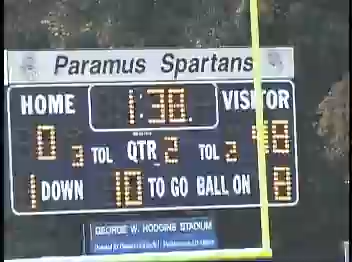 Paramus Spartans
HOME 1:38. VISITOR
0 3 TOL QTR 2 TOL 2
1 DOWN 10 TO GO BALL ON 8
GEORGE W. HODGINS STADIUM